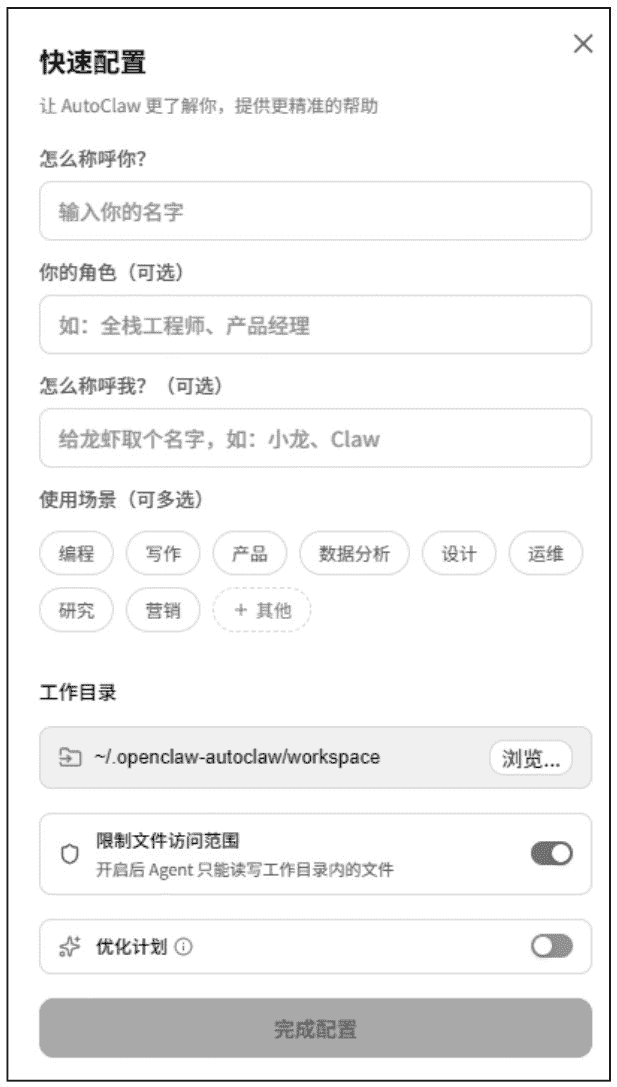 快速配置
让 AutoClaw 更了解你，提供更精准的帮助
怎么称呼你？
输入你的名字
你的角色（可选）
如：全栈工程师、产品经理
怎么称呼我？（可选）
给龙虾取个名字，如：小龙、Claw
使用场景（可多选）
编程 写作 产品 数据分析 设计 运维
研究 营销 + 其他
工作目录
~/.openclaw-autoclaw/workspace 浏览...
限制文件访问范围
开启后 Agent 只能读写工作目录内的文件
优化计划
完成配置